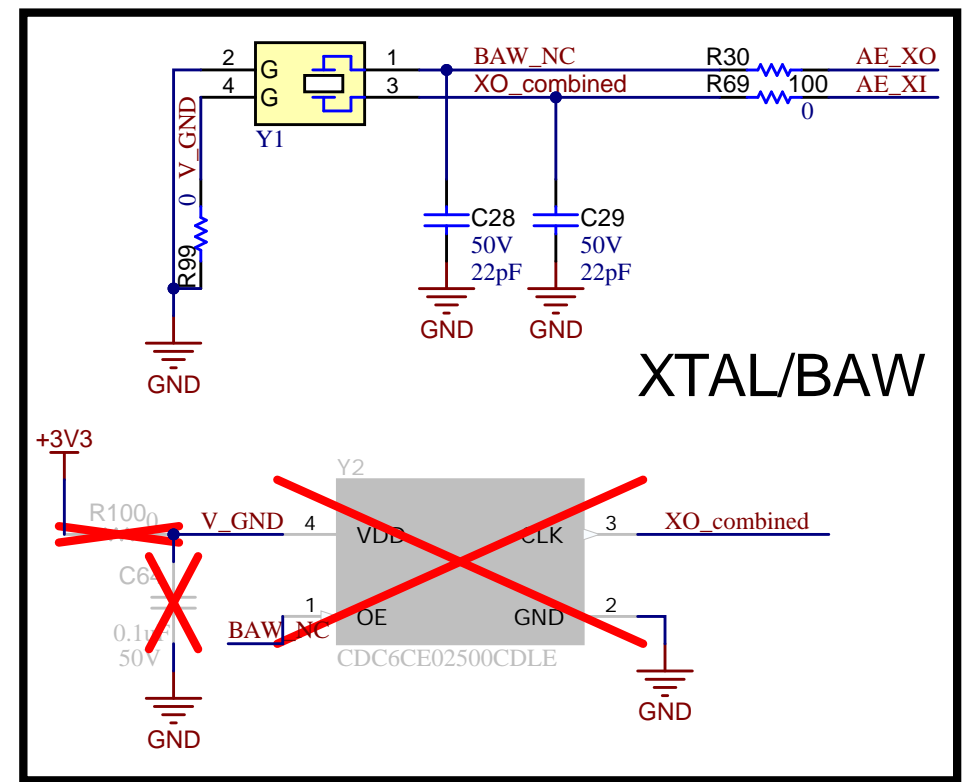 2 G 1 BAW_NC R30 AE_XO
4 G 3 XO_combined R69 100 AE_XI
0
Y1
V_GND
0
R99
C28 C29
50V 50V
22pF 22pF
GND GND
GND
XTAL/BAW
+3V3
Y2
R100 0
V_GND 4 VDD CLK 3 XO_combined
C64
1 OE GND 2
0.1uF BAW_NC
50V CDC6CE02500CDLE
GND
GND